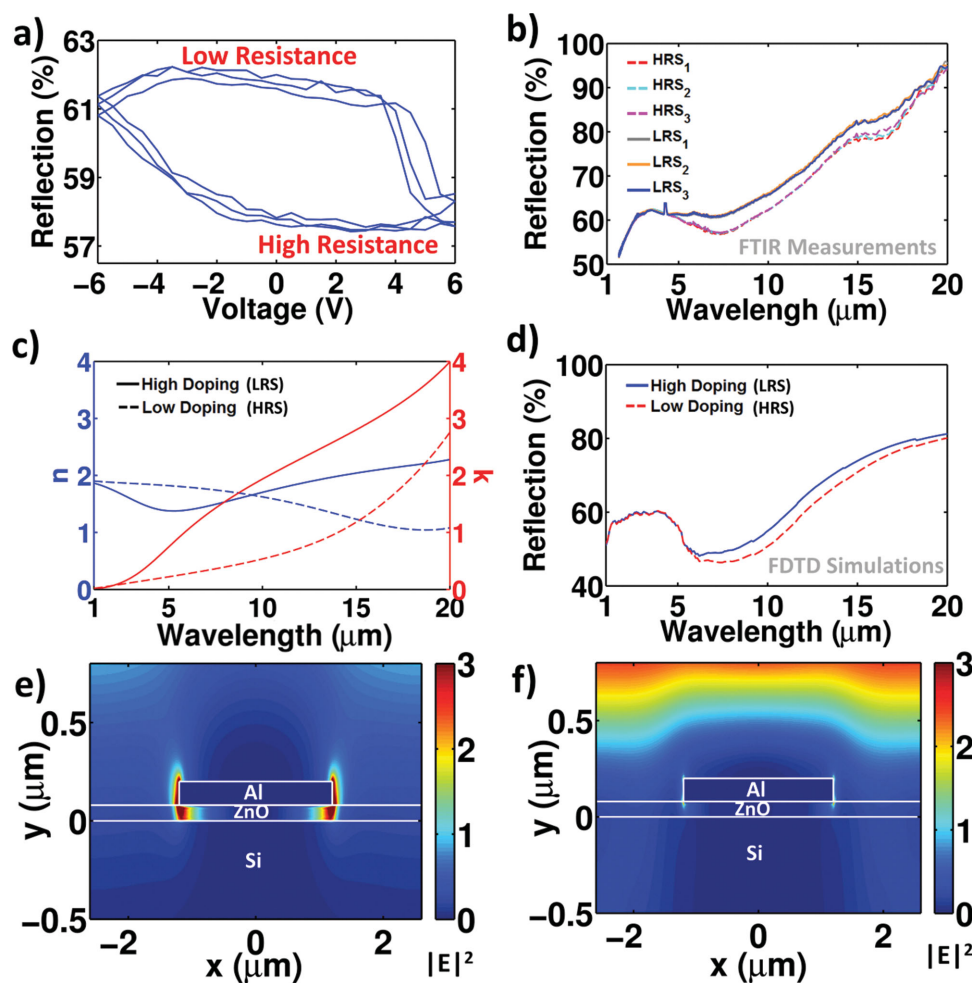 a)
63
61
59
57
Reflection (%)
Low Resistance
High Resistance
−6 −4 −2 0 2 4 6
Voltage (V)
b)
100
90
80
70
60
50
Reflection (%)
HRS1
HRS2
HRS3
LRS1
LRS2
LRS3
FTIR Measurements
1 5 10 15 20
Wavelengh (μm)
c)
4
3
2
1
0
n
High Doping (LRS)
Low Doping (HRS)
4
3
2
1
0
k
1 5 10 15 20
Wavelength (μm)
d)
100
80
60
40
Reflection (%)
High Doping (LRS)
Low Doping (HRS)
FDTD Simulations
1 5 10 15 20
Wavelength (μm)
e)
0.5
0
−0.5
y (μm)
Al
ZnO
Si
−2 0 2
x (μm)
3
2
1
0
|E|2
f)
0.5
0
−0.5
y (μm)
Al
ZnO
Si
−2 0 2
x (μm)
3
2
1
0
|E|2